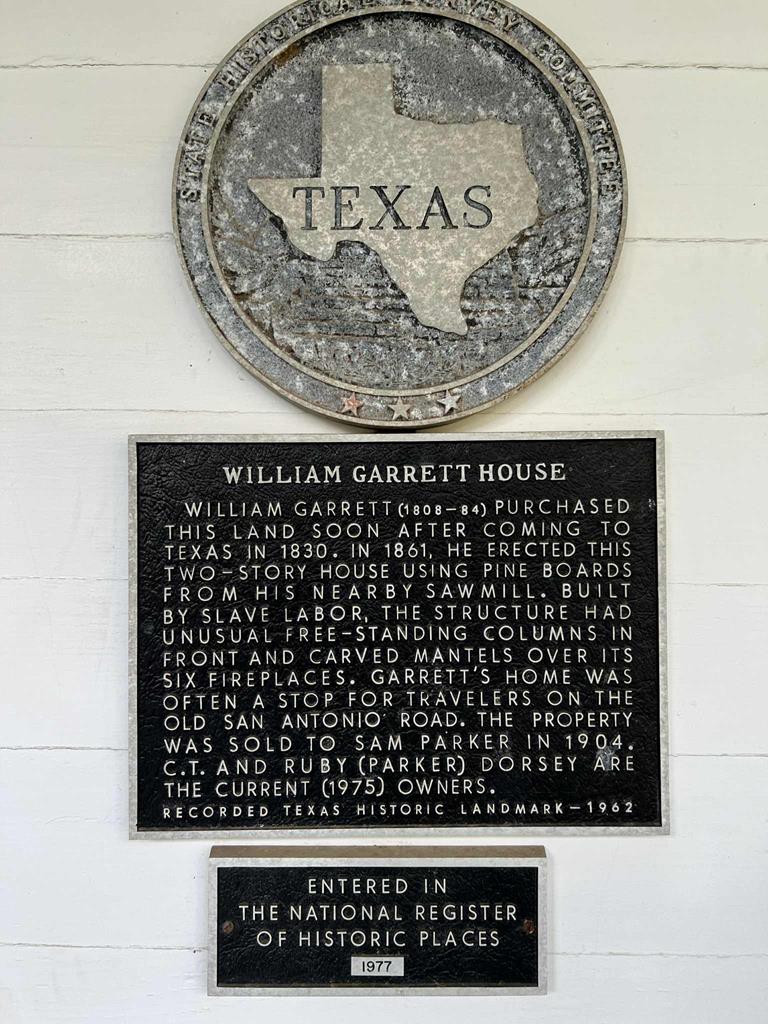 STATE HISTORICAL SURVEY COMMITTEE
TEXAS
WILLIAM GARRETT HOUSE
WILLIAM GARRETT (1808-84) PURCHASED
THIS LAND SOON AFTER COMING TO
TEXAS IN 1830. IN 1861, HE ERECTED THIS
TWO-STORY HOUSE USING PINE BOARDS
FROM HIS NEARBY SAWMILL. BUILT
BY SLAVE LABOR, THE STRUCTURE HAD
UNUSUAL FREE-STANDING COLUMNS IN
FRONT AND CARVED MANTELS OVER ITS
SIX FIREPLACES. GARRETT'S HOME WAS
OFTEN A STOP FOR TRAVELERS ON THE
OLD SAN ANTONIO ROAD. THE PROPERTY
WAS SOLD TO SAM PARKER IN 1904.
C.T. AND RUBY (PARKER) DORSEY ARE
THE CURRENT (1975) OWNERS.
RECORDED TEXAS HISTORIC LANDMARK-1962
ENTERED IN
THE NATIONAL REGISTER
OF HISTORIC PLACES
1977